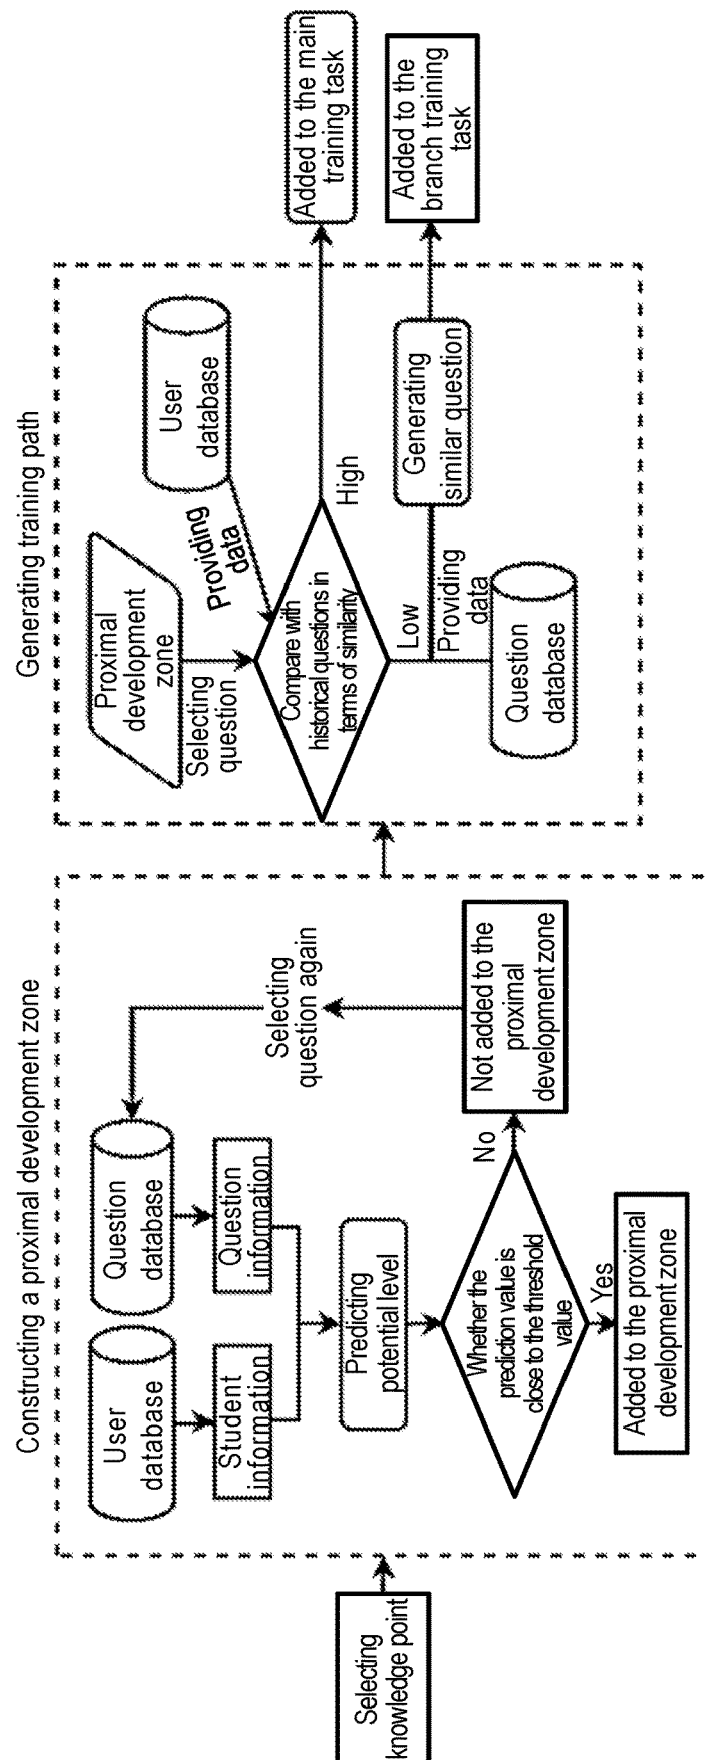 Selecting
knowledge point
Constructing a proximal development zone
User
database
Question
database
Student
information
Question
information
Predicting
potential level
Whether the
prediction value is
close to the threshold
value
Yes
Added to the proximal
development zone
No
Not added to the
proximal
development zone
Selecting
question again
Generating training path
Proximal
development
zone
Selecting
question
User
database
Providing
data
Compare with
historical questions in
terms of similarity
High
Low
Providing
data
Question
database
Generating
similar question
Added to the main
training task
Added to the
branch training
task